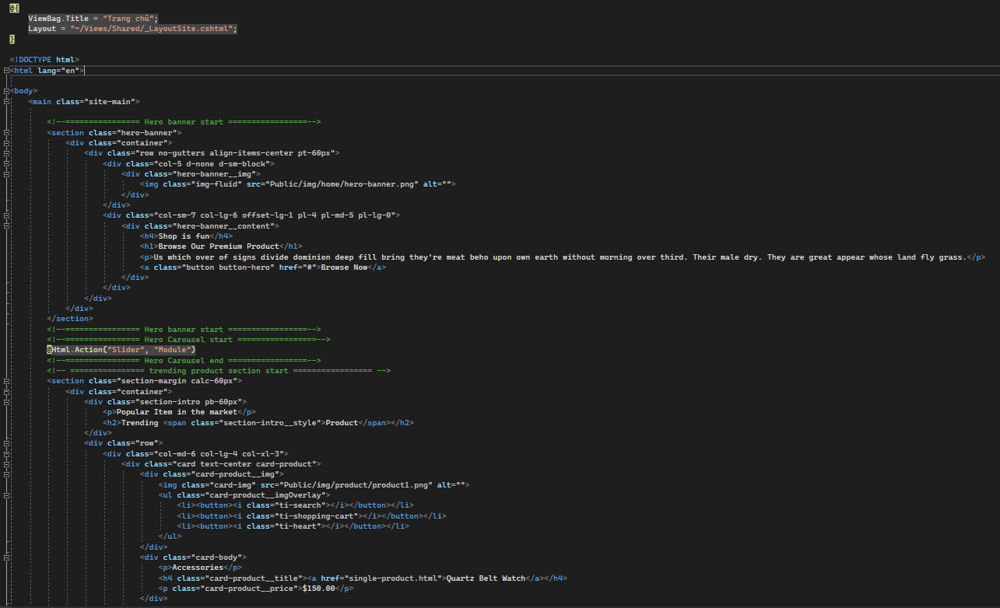 @{
ViewBag.Title = "Trang chủ";
Layout = "~/Views/Shared/_LayoutSite.cshtml";
}
<!DOCTYPE html>
<html lang="en">
<body>
<main class="site-main">
<!--================ Hero banner start =================-->
<section class="hero-banner">
<div class="container">
<div class="row no-gutters align-items-center pt-60px">
<div class="col-5 d-none d-sm-block">
<div class="hero-banner__img">
<img class="img-fluid" src="Public/img/home/hero-banner.png" alt="">
</div>
</div>
<div class="col-sm-7 col-lg-6 offset-lg-1 pl-4 pl-md-5 pl-lg-0">
<div class="hero-banner__content">
<h4>Shop is fun</h4>
<h1>Browse Our Premium Product</h1>
<p>Us which over of signs divide dominion deep fill bring they're meat beho upon own earth without morning over third. Their male dry. They are great appear whose land fly grass.</p>
<a class="button button-hero" href="#">Browse Now</a>
</div>
</div>
</div>
</div>
</section>
<!--================ Hero banner start =================-->
<!--================ Hero Carousel start =================-->
@Html.Action("Slider", "Module")
<!--================ Hero Carousel end =================-->
<!-- ================ trending product section start ================= -->
<section class="section-margin calc-60px">
<div class="container">
<div class="section-intro pb-60px">
<p>Popular Item in the market</p>
<h2>Trending <span class="section-intro__style">Product</span></h2>
</div>
<div class="row">
<div class="col-md-6 col-lg-4 col-xl-3">
<div class="card text-center card-product">
<div class="card-product__img">
<img class="card-img" src="Public/img/product/product1.png" alt="">
<ul class="card-product__imgOverlay">
<li><button><i class="ti-search"></i></button></li>
<li><button><i class="ti-shopping-cart"></i></button></li>
<li><button><i class="ti-heart"></i></button></li>
</ul>
</div>
<div class="card-body">
<p>Accessories</p>
<h4 class="card-product__title"><a href="single-product.html">Quartz Belt Watch</a></h4>
<p class="card-product__price">$150.00</p>
</div>